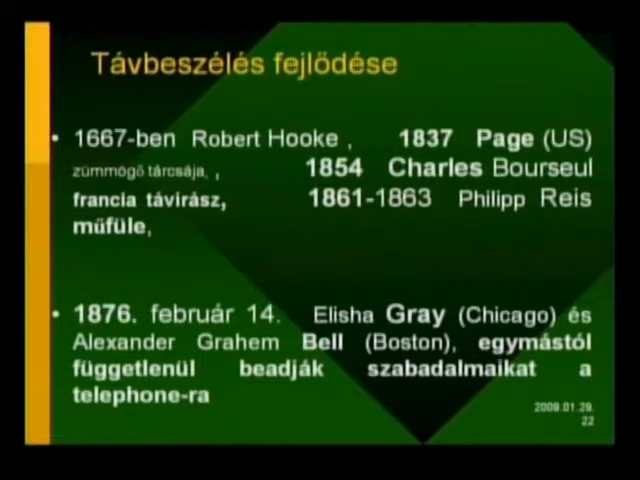 Távbeszélés fejlődése
• 1667-ben Robert Hooke , 1837 Page (US)
zümmögő tárcsája, , 1854 Charles Bourseul
francia távirász, 1861-1863 Philipp Reis
műfüle,
• 1876. február 14. Elisha Gray (Chicago) és
Alexander Grahem Bell (Boston), egymástól
függetlenül beadják szabadalmaikat a
telephone-ra
2009.01.29.
22